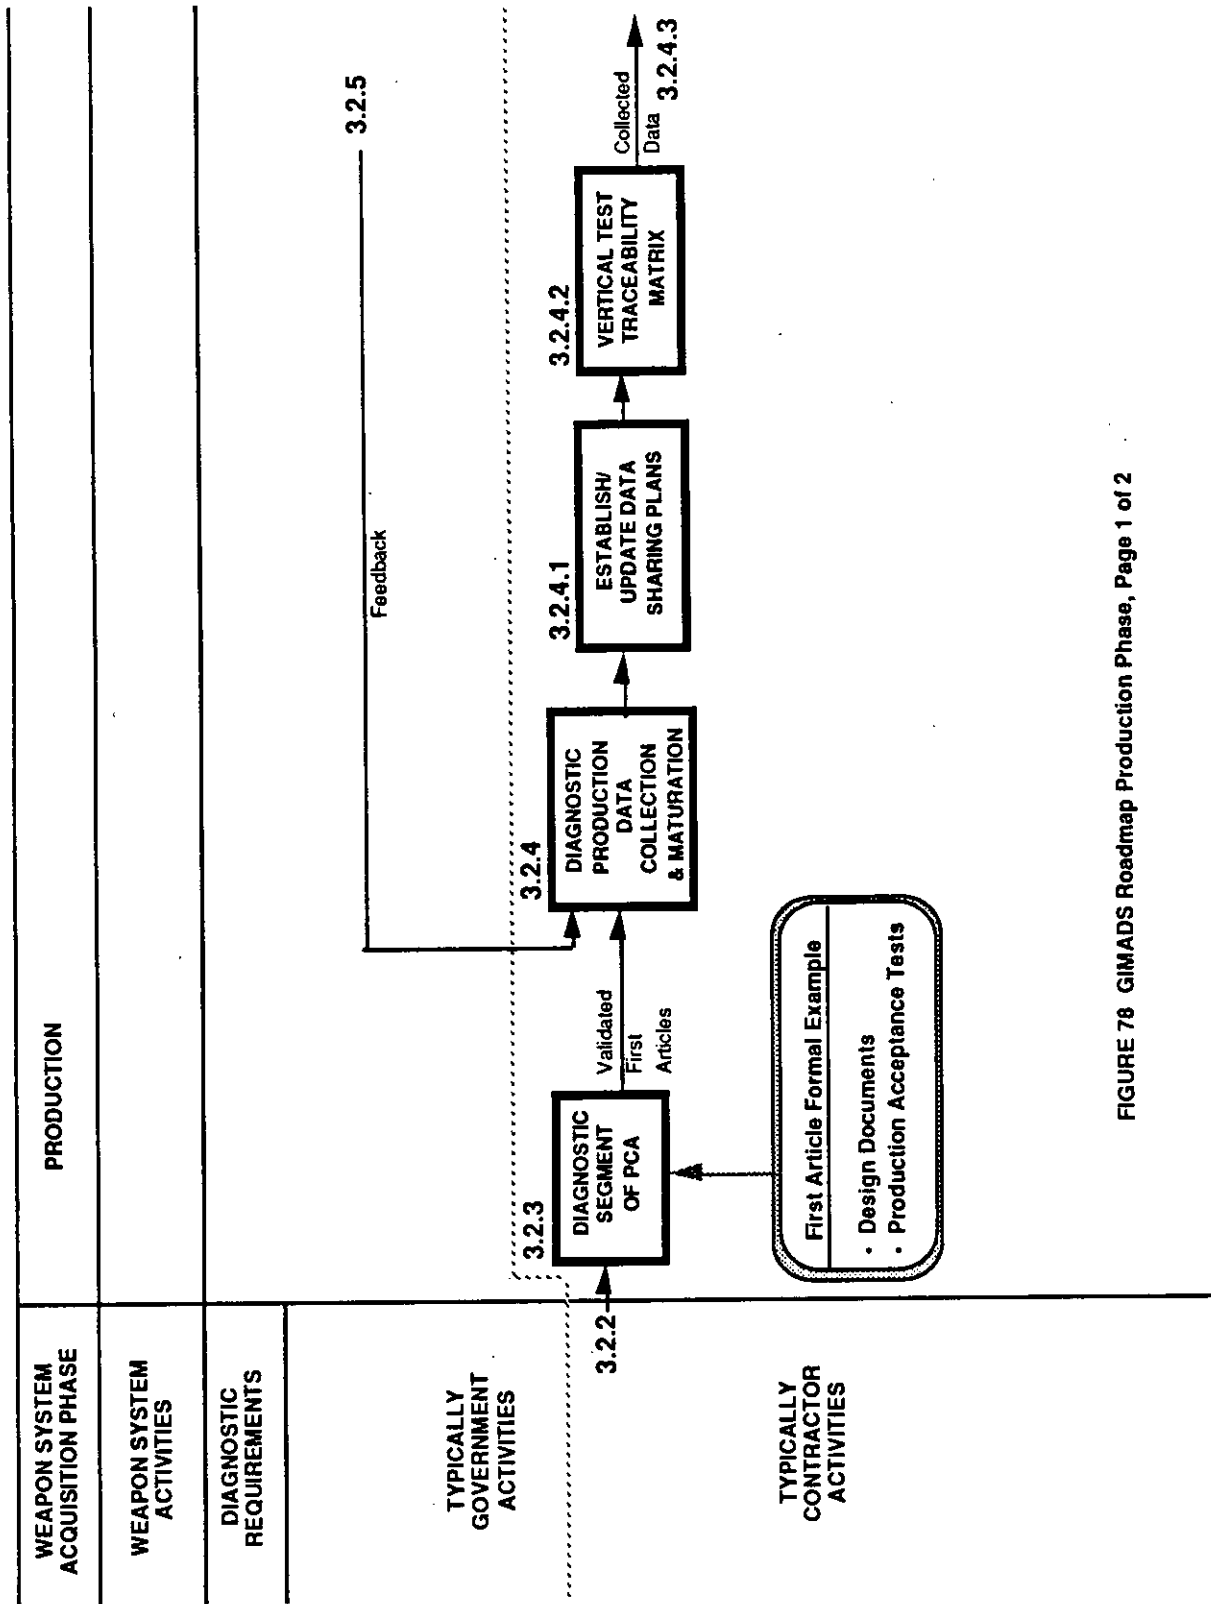 WEAPON SYSTEM
ACQUISITION PHASE
PRODUCTION
WEAPON SYSTEM
ACTIVITIES
DIAGNOSTIC
REQUIREMENTS
TYPICALLY
GOVERNMENT
ACTIVITIES
Feedback
3.2.5
TYPICALLY
CONTRACTOR
ACTIVITIES
3.2.2
3.2.3
DIAGNOSTIC
SEGMENT
OF PCA
Validated
First
Articles
3.2.4
DIAGNOSTIC
PRODUCTION
DATA
COLLECTION
& MATURATION
3.2.4.1
ESTABLISH/
UPDATE DATA
SHARING PLANS
3.2.4.2
VERTICAL TEST
TRACEABILITY
MATRIX
Collected
Data
3.2.4.3
First Article Formal Example
• Design Documents
• Production Acceptance Tests
FIGURE 78 GIMADS Roadmap Production Phase, Page 1 of 2